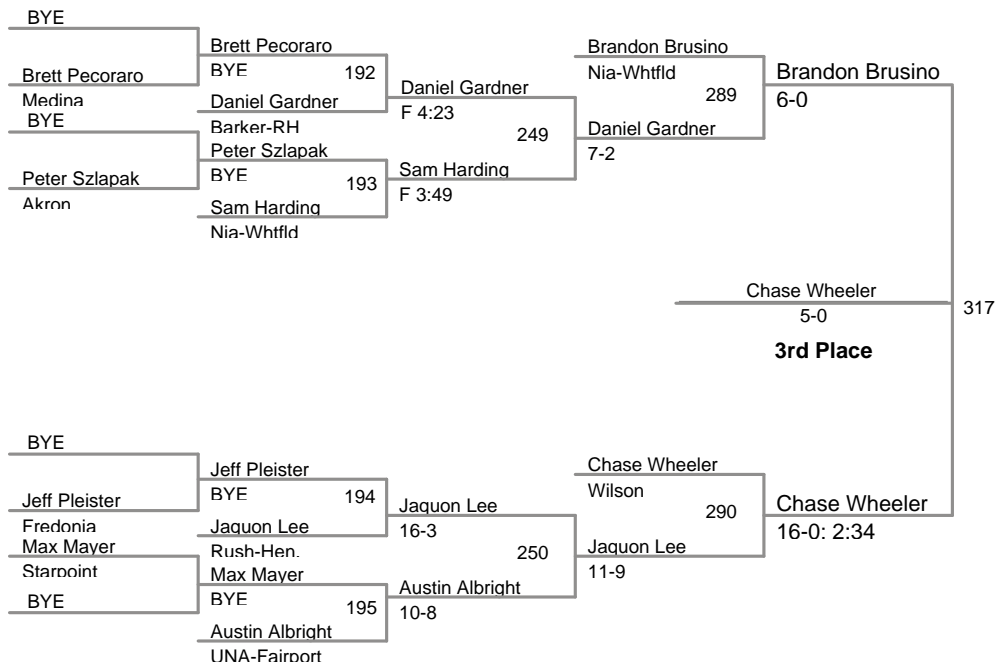 BYE
Brett Pecoraro
Medina
BYE
Peter Szlapak
Akron
Brett Pecoraro
BYE
192
Daniel Gardner
Barker-RH
Peter Szlapak
BYE
193
Sam Harding
Nia-Whtfld
Daniel Gardner
F 4:23
249
Sam Harding
F 3:49
Brandon Brusino
Nia-Whtfld
289
Daniel Gardner
7-2
Brandon Brusino
6-0
Chase Wheeler
5-0
3rd Place
317
BYE
Jeff Pleister
Fredonia
Max Mayer
Starpoint
BYE
Jeff Pleister
BYE
194
Jaquon Lee
Rush-Hen.
Max Mayer
BYE
195
Austin Albright
UNA-Fairport
Jaquon Lee
16-3
250
Austin Albright
10-8
Chase Wheeler
Wilson
290
Jaquon Lee
11-9
Chase Wheeler
16-0: 2:34